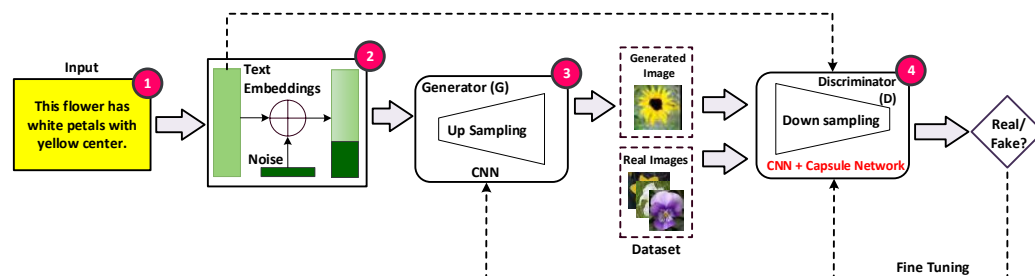 Input
1
This flower has
white petals with
yellow center.
2
Text
Embeddings
Noise
3
Generator (G)
Up Sampling
CNN
Generated
Image
Real Images
Dataset
4
Discriminator
(D)
Down sampling
CNN + Capsule Network
Real/
Fake?
Fine Tuning